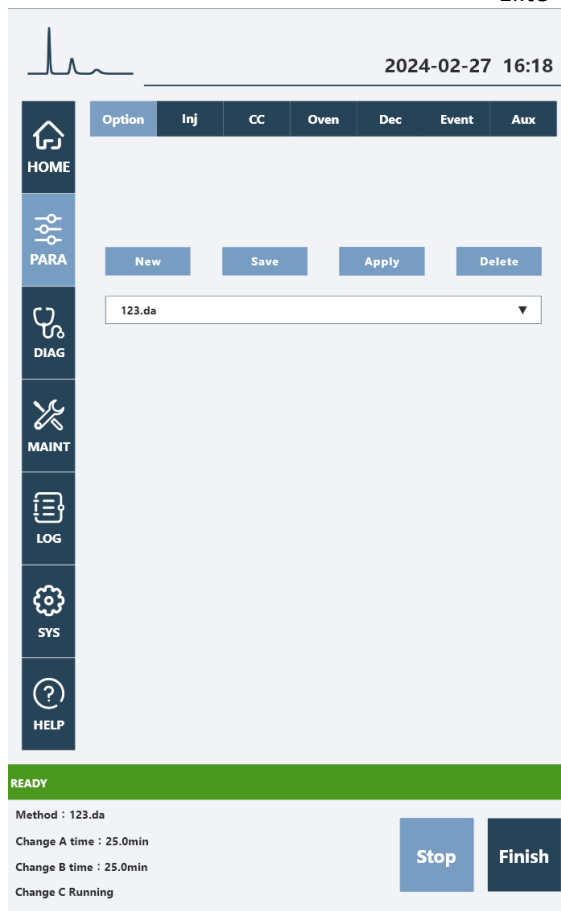 2024-02-27 16:18
Option Inj CC Oven Dec Event Aux
HOME
PARA
New Save Apply Delete
123.da
DIAG
MAINT
LOG
SYS
HELP
READY
Method：123.da
Change A time：25.0min
Change B time：25.0min
Change C Running
Stop Finish